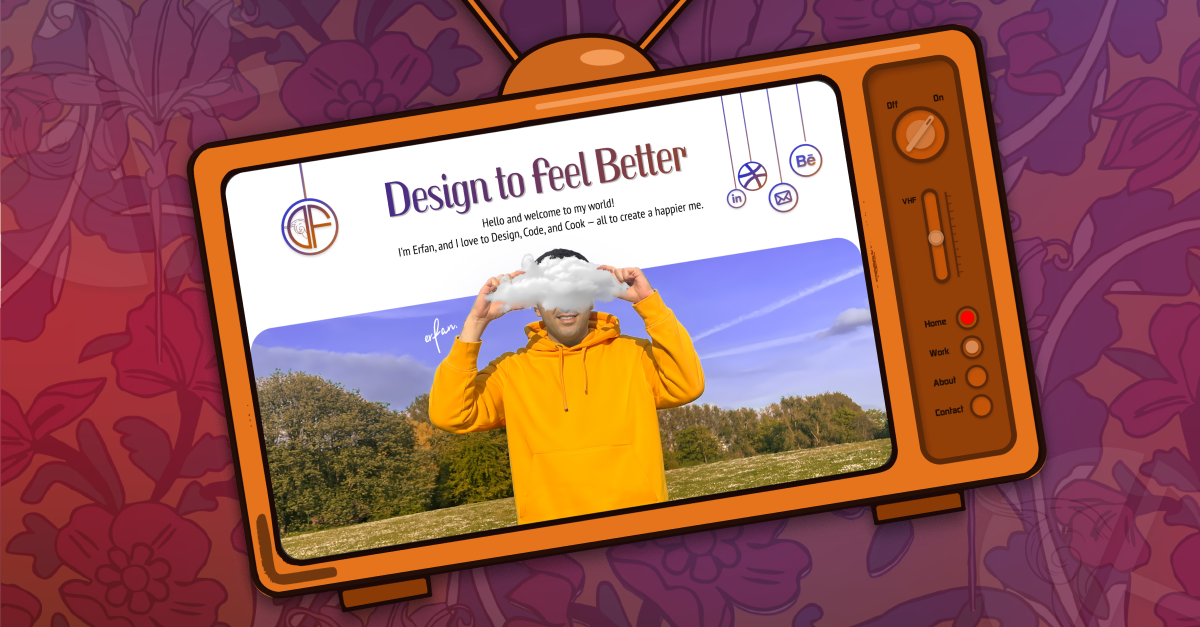 Design to feel Better
Hello and welcome to my world!
I'm Erfan, and I love to Design, Code, and Cook – all to create a happier me.
in
Bē
erfan.
Off
On
VHF
Home
Work
About
Contact